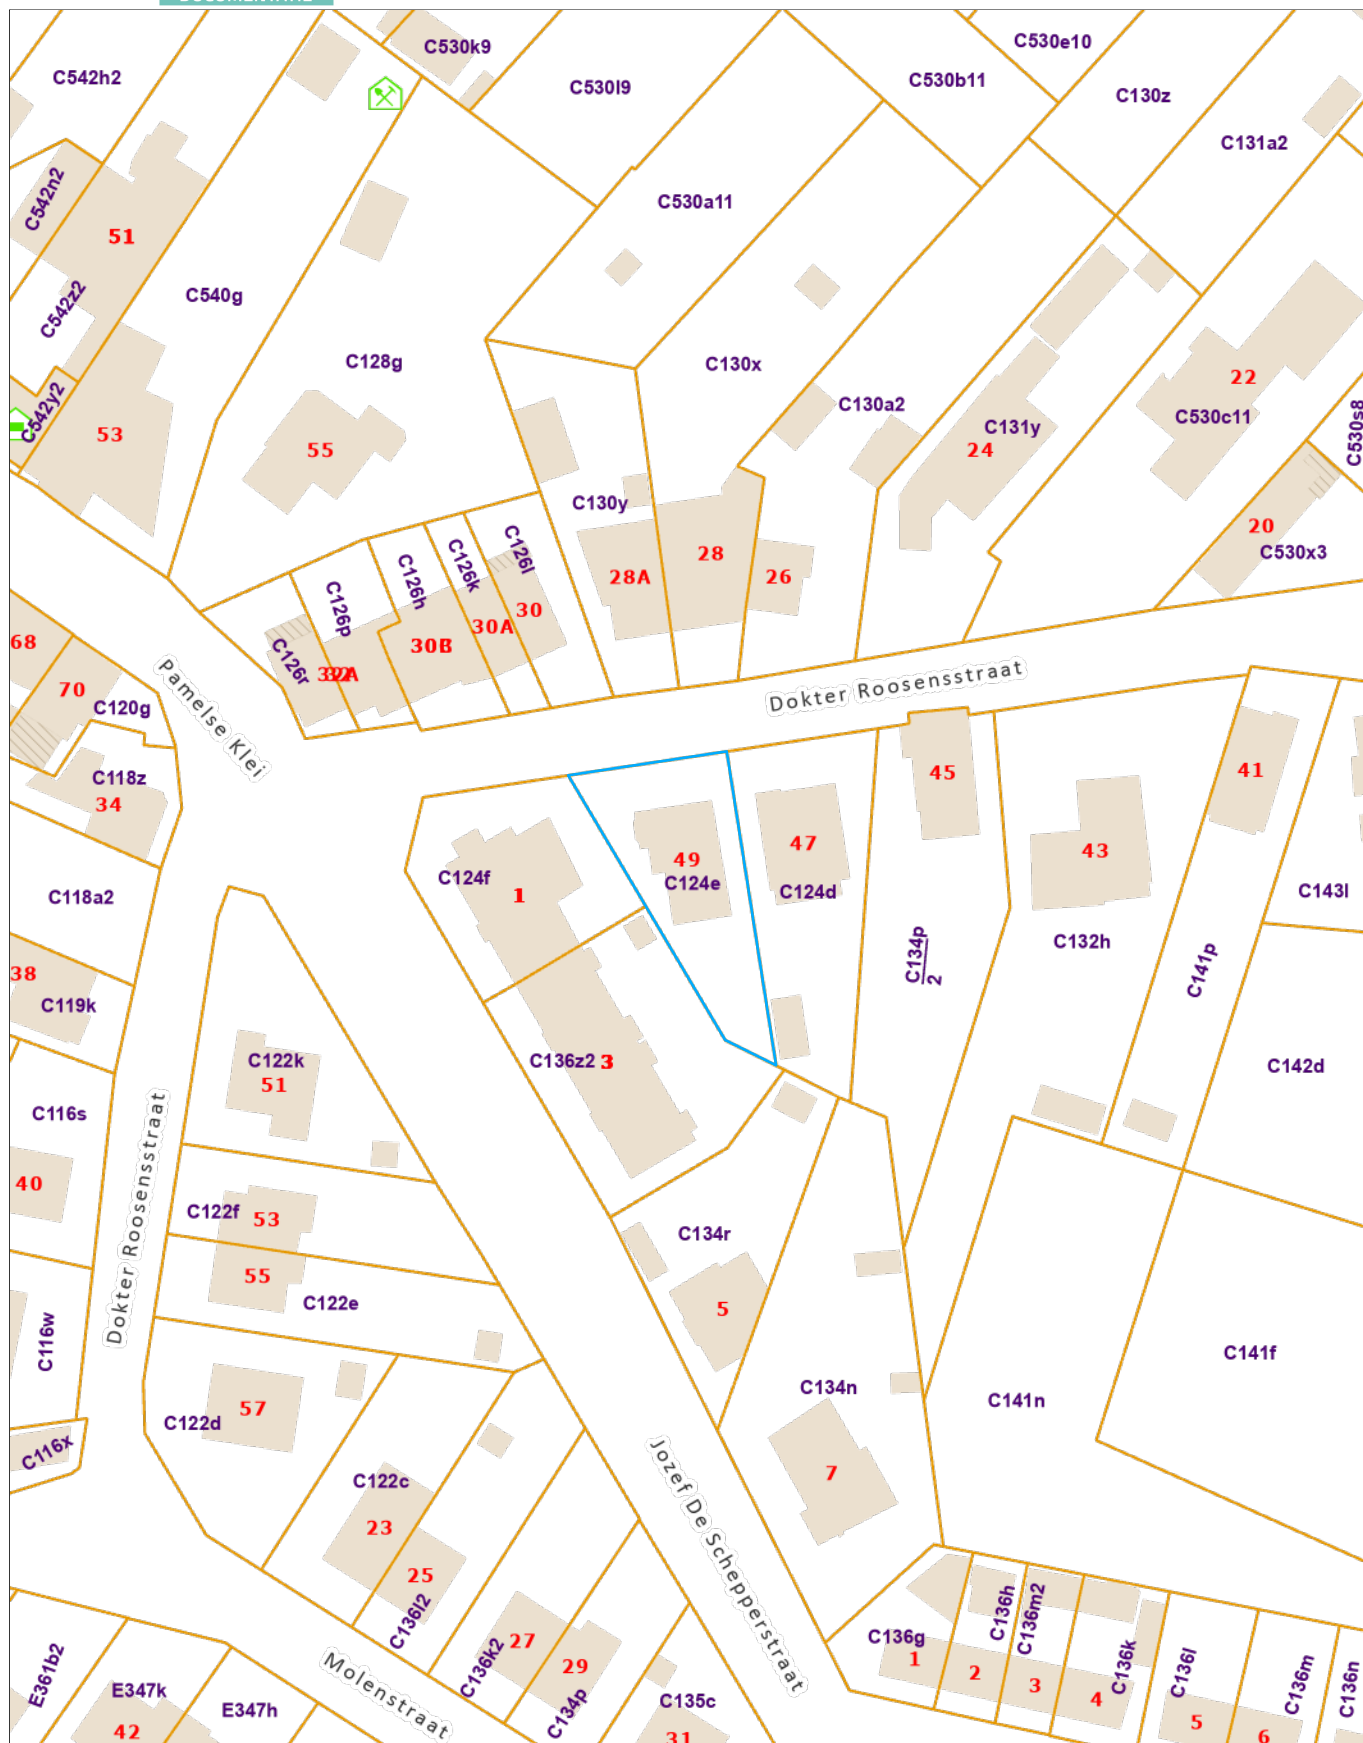 C530k9
C530e10
C542h2
C530l9
C530b11
C130z
C131a2
C542n2
C530a11
51
C540g
C542z2
C128g
C130x
22
C542y2
C130a2
C530c11
C131y
C530s8
53
55
24
C130y
20
C530x3
28
28A
26
C126l
C126k
C126h
C126p
30
30A
30B
C126r
32A
68
70
C120g
Pamelse Klei
Dokter Roosensstraat
C118z
34
45
41
47
43
49
C124e
C124f
1
C124d
C143l
C118a2
C134p
2
C132h
C141p
38
C119k
C122k
51
C136z2
3
C142d
C116s
40
Dokter Roosensstraat
C122f
53
C134r
55
C122e
5
C116w
C141f
C134n
C141n
57
C122d
C116x
C122c
Jozef De Schepperstraat
7
23
25
C136l2
C136h
C136m2
C136g
27
C136k2
29
C134p
1
2
3
4
C136k
C136l
C136m
C136n
Molenstraat
E361b2
E347k
E347h
42
C135c
31
5
6